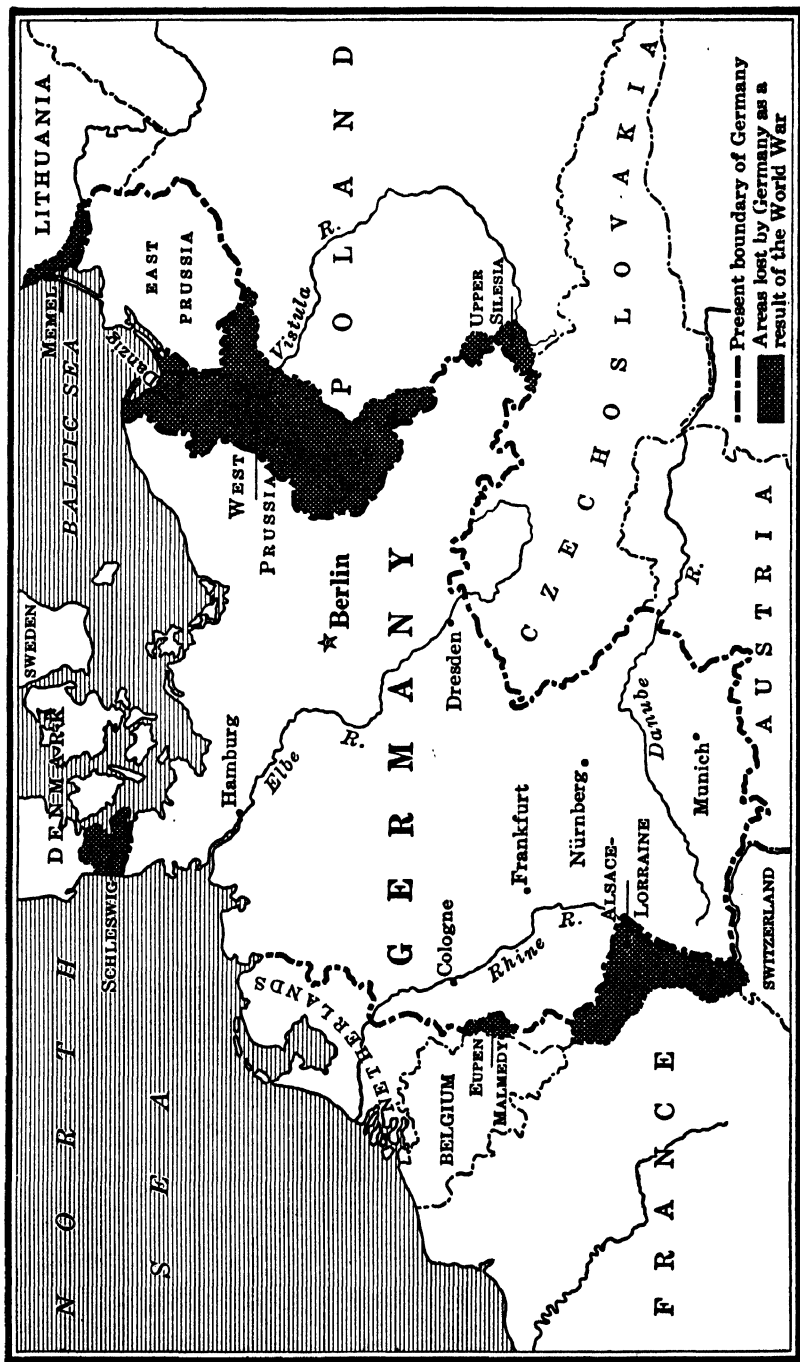 NORTH
SEA
DENMARK
SWEDEN
BALTIC SEA
LITHUANIA
MEMEL
SCHLESWIG
Hamburg
Danzig
EAST
PRUSSIA
WEST
PRUSSIA
Elbe
R.
Berlin
Vistula
R.
POLAND
NETHERLANDS
GERMANY
Cologne
Rhine
R.
Dresden
UPPER
SILESIA
BELGIUM
EUPEN
MALMEDY
Frankfurt
Nürnberg
CZECHOSLOVAKIA
ALSACE-
LORRAINE
Danube
R.
Munich
FRANCE
SWITZERLAND
AUSTRIA
Present boundary of Germany
Areas lost by Germany as a
result of the World War